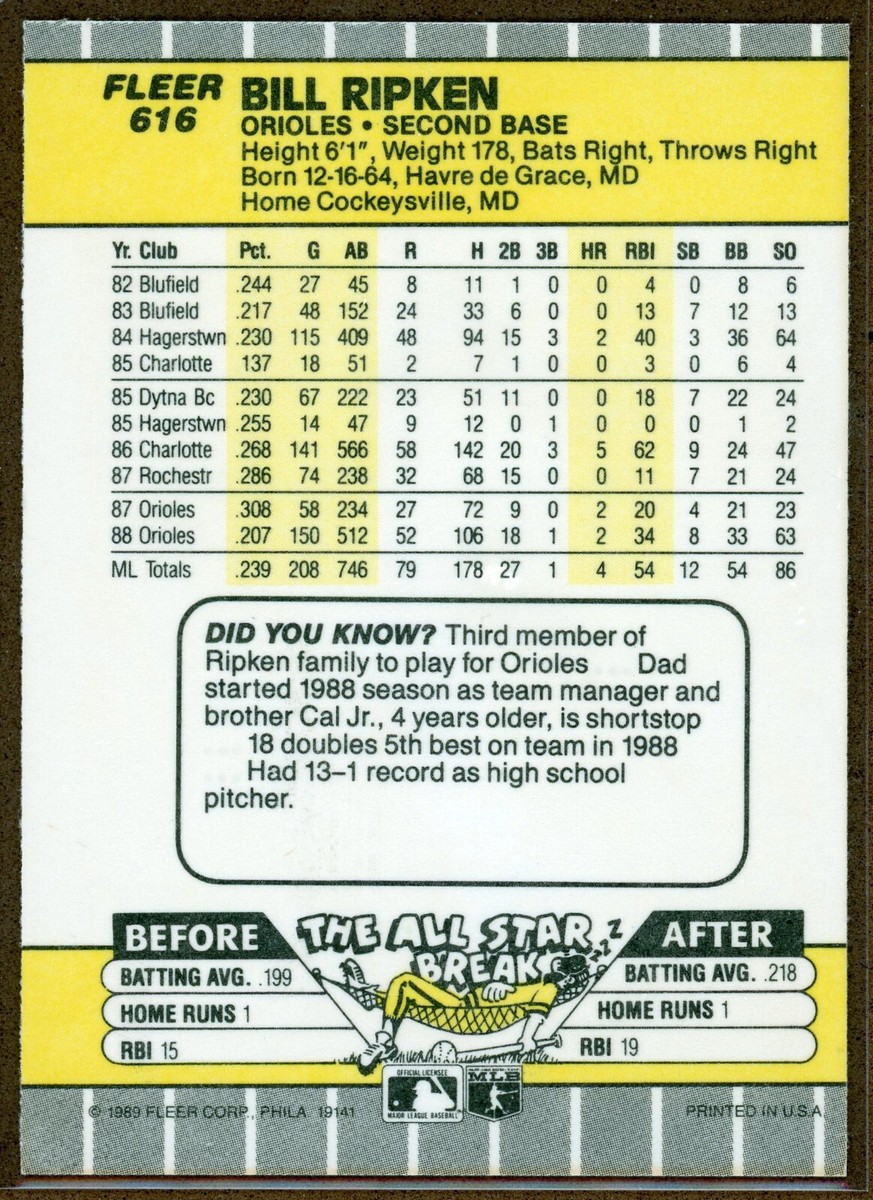 FLEER
616
BILL RIPKEN
ORIOLES • SECOND BASE
Height 6'1", Weight 178, Bats Right, Throws Right
Born 12-16-64, Havre de Grace, MD
Home Cockeysville, MD
Yr. Club Pct. G AB R H 2B 3B HR RBI SB BB SO
82 Blufield .244 27 45 8 11 1 0 0 4 0 8 6
83 Blufield .217 48 152 24 33 6 0 0 13 7 12 13
84 Hagerstwn .230 115 409 48 94 15 3 2 40 3 36 64
85 Charlotte 137 18 51 2 7 1 0 0 3 0 6 4
85 Dytna Bc .230 67 222 23 51 11 0 0 18 7 22 24
85 Hagerstwn .255 14 47 9 12 0 1 0 0 0 1 2
86 Charlotte .268 141 566 58 142 20 3 5 62 9 24 47
87 Rochestr .286 74 238 32 68 15 0 0 11 7 21 24
87 Orioles .308 58 234 27 72 9 0 2 20 4 21 23
88 Orioles .207 150 512 52 106 18 1 2 34 8 33 63
ML Totals .239 208 746 79 178 27 1 4 54 12 54 86
DID YOU KNOW? Third member of
Ripken family to play for Orioles Dad
started 1988 season as team manager and
brother Cal Jr., 4 years older, is shortstop
18 doubles 5th best on team in 1988
Had 13-1 record as high school
pitcher.
BEFORE THE ALL STAR BREAK zzz AFTER
BATTING AVG. .199 BATTING AVG. .218
HOME RUNS 1 HOME RUNS 1
RBI 15 RBI 19
OFFICIAL LICENSEE
MAJOR LEAGUE BASEBALL
MLB
© 1989 FLEER CORP., PHILA. 19141 PRINTED IN U.S.A.